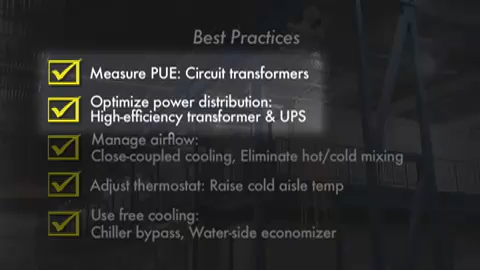 Best Practices
Measure PUE: Circuit transformers
Optimize power distribution:
High-efficiency transformer & UPS
Manage airflow:
Close-coupled cooling, Eliminate hot/cold mixing
Adjust thermostat: Raise cold aisle temp
Use free cooling:
Chiller bypass, Water-side economizer